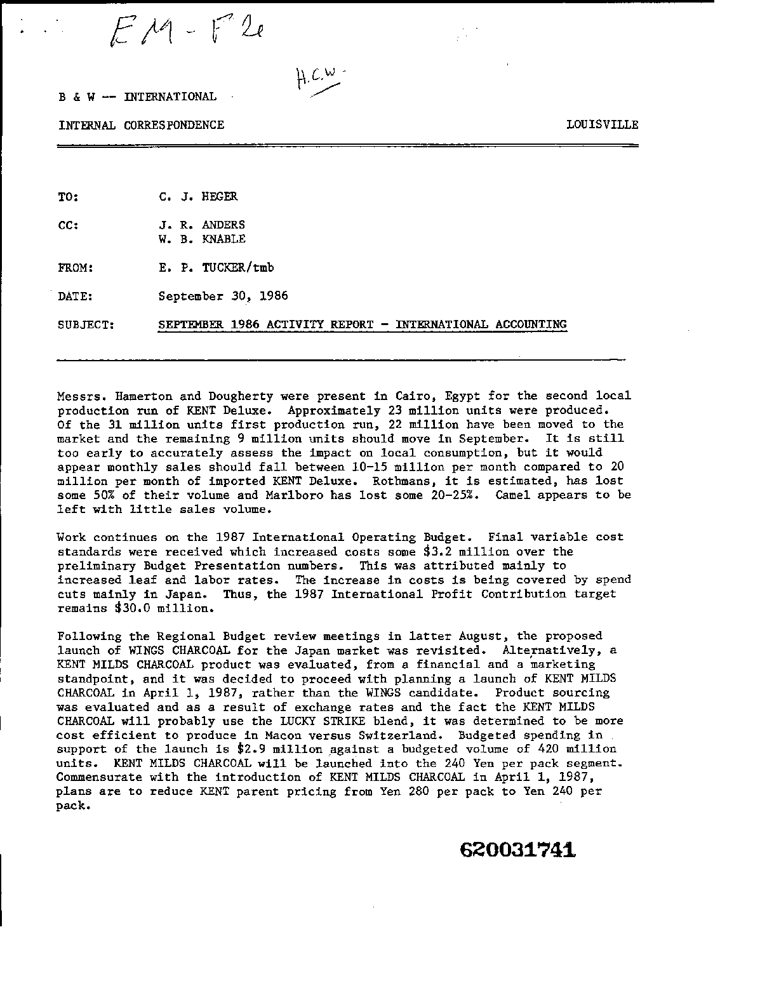 EM-F2e
H.C.W.
B & W -- INTERNATIONAL
INTERNAL CORRESPONDENCE LOUISVILLE
TO: C. J. HEGER
CC: J. R. ANDERS
W. B. KNABLE
FROM: E. P. TUCKER/tmb
DATE: September 30, 1986
SUBJECT: SEPTEMBER 1986 ACTIVITY REPORT - INTERNATIONAL ACCOUNTING
Messrs. Hamerton and Dougherty were present in Cairo, Egypt for the second local
production run of KENT Deluxe. Approximately 23 million units were produced.
Of the 31 million units first production run, 22 million have been moved to the
market and the remaining 9 million units should move in September. It is still
too early to accurately assess the impact on local consumption, but it would
appear monthly sales should fall between 10-15 million per month compared to 20
million per month of imported KENT Deluxe. Rothmans, it is estimated, has lost
some 50% of their volume and Marlboro has lost some 20-25%. Camel appears to be
left with little sales volume.
Work continues on the 1987 International Operating Budget. Final variable cost
standards were received which increased costs some $3.2 million over the
preliminary Budget Presentation numbers. This was attributed mainly to
increased leaf and labor rates. The increase in costs is being covered by spend
cuts mainly in Japan. Thus, the 1987 International Profit Contribution target
remains $30.0 million.
Following the Regional Budget review meetings in latter August, the proposed
launch of WINGS CHARCOAL for the Japan market was revisited. Alternatively, a
KENT MILDS CHARCOAL product was evaluated, from a financial and a marketing
standpoint, and it was decided to proceed with planning a launch of KENT MILDS
CHARCOAL in April 1, 1987, rather than the WINGS candidate. Product sourcing
was evaluated and as a result of exchange rates and the fact the KENT MILDS
CHARCOAL will probably use the LUCKY STRIKE blend, it was determined to be more
cost efficient to produce in Macon versus Switzerland. Budgeted spending in
support of the launch is $2.9 million against a budgeted volume of 420 million
units. KENT MILDS CHARCOAL will be launched into the 240 Yen per pack segment.
Commensurate with the introduction of KENT MILDS CHARCOAL in April 1, 1987,
plans are to reduce KENT parent pricing from Yen 280 per pack to Yen 240 per
pack.
620031741